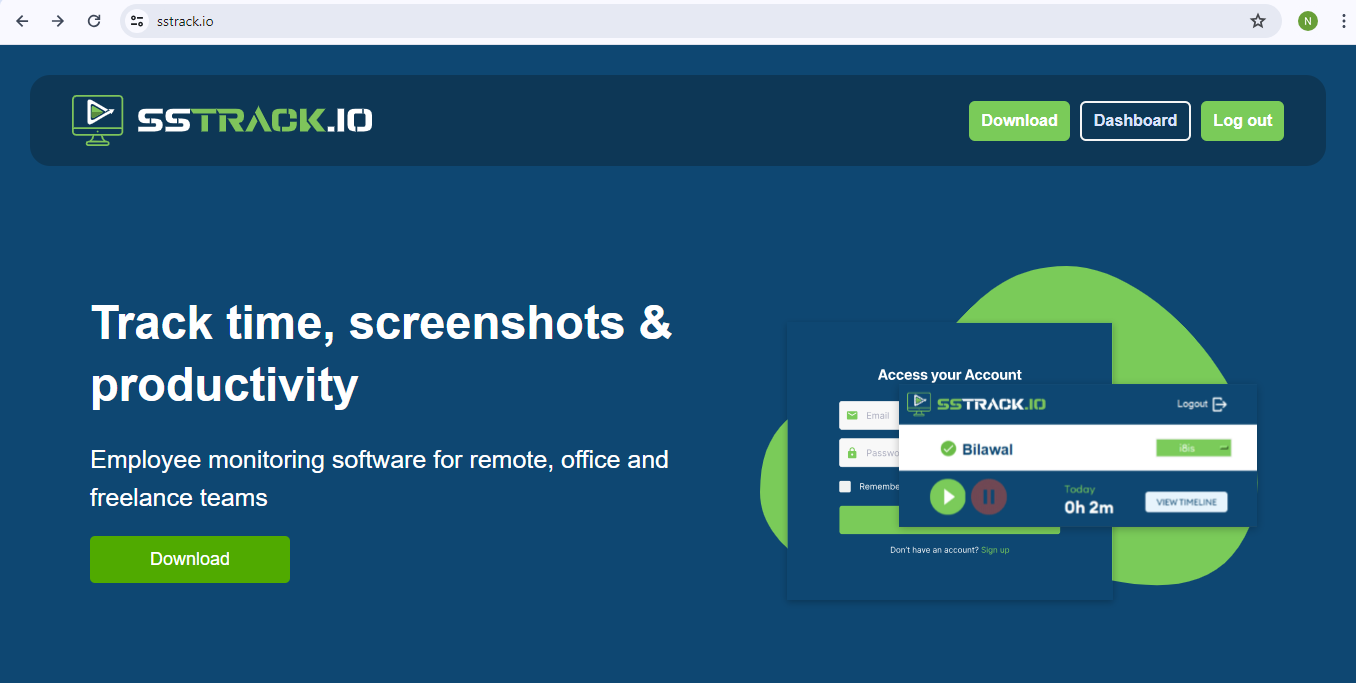 sstrack.io
N
SSTRACK.IO
Download
Dashboard
Log out
Track time, screenshots &
productivity
Employee monitoring software for remote, office and
freelance teams
Download
Access your Account
Email
Passwo
Remembe
Don't have an account? Sign up
SSTRACK.IO
Logout
Bilawal
i8is
Today
0h 2m
VIEW TIMELINE